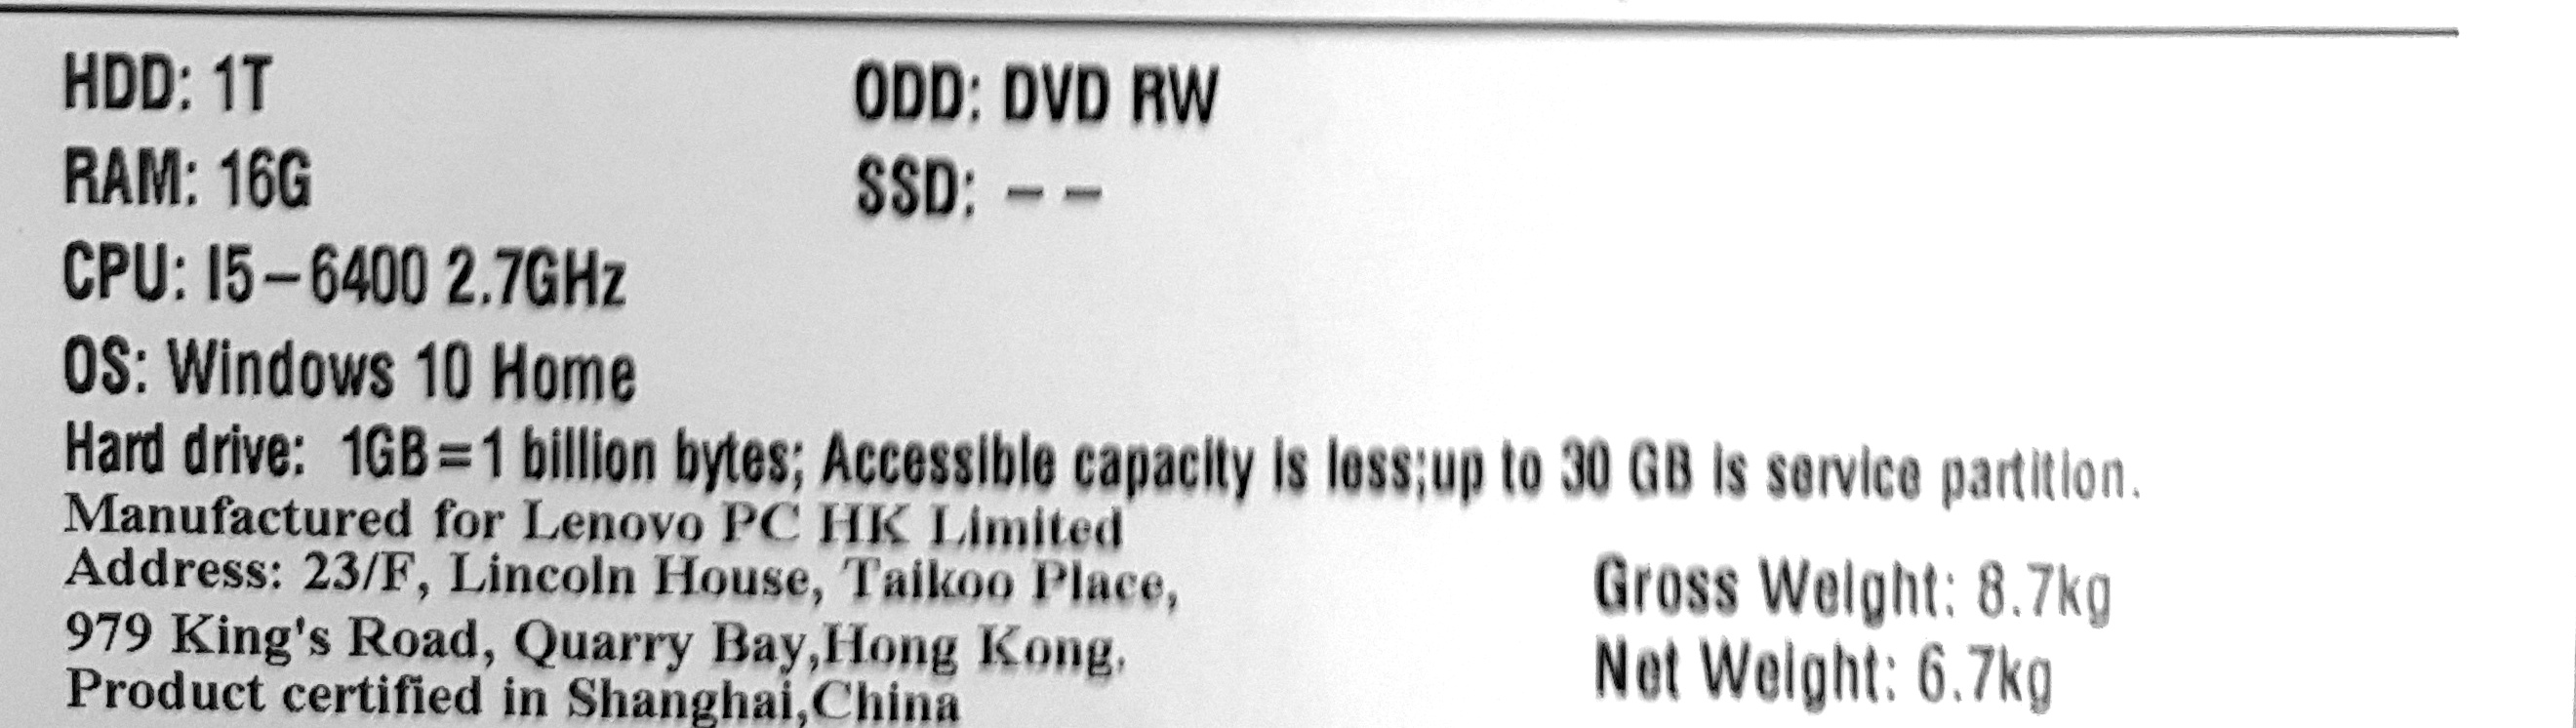 HDD: 1T ODD: DVD RW
RAM: 16G SSD: – –
CPU: I5–6400 2.7GHz
OS: Windows 10 Home
Hard drive: 1GB=1 billion bytes; Accessible capacity is less;up to 30 GB is service partition.
Manufactured for Lenovo PC HK Limited
Address: 23/F, Lincoln House, Taikoo Place,
979 King's Road, Quarry Bay,Hong Kong.
Product certified in Shanghai,China
Gross Weight: 8.7kg
Net Weight: 6.7kg